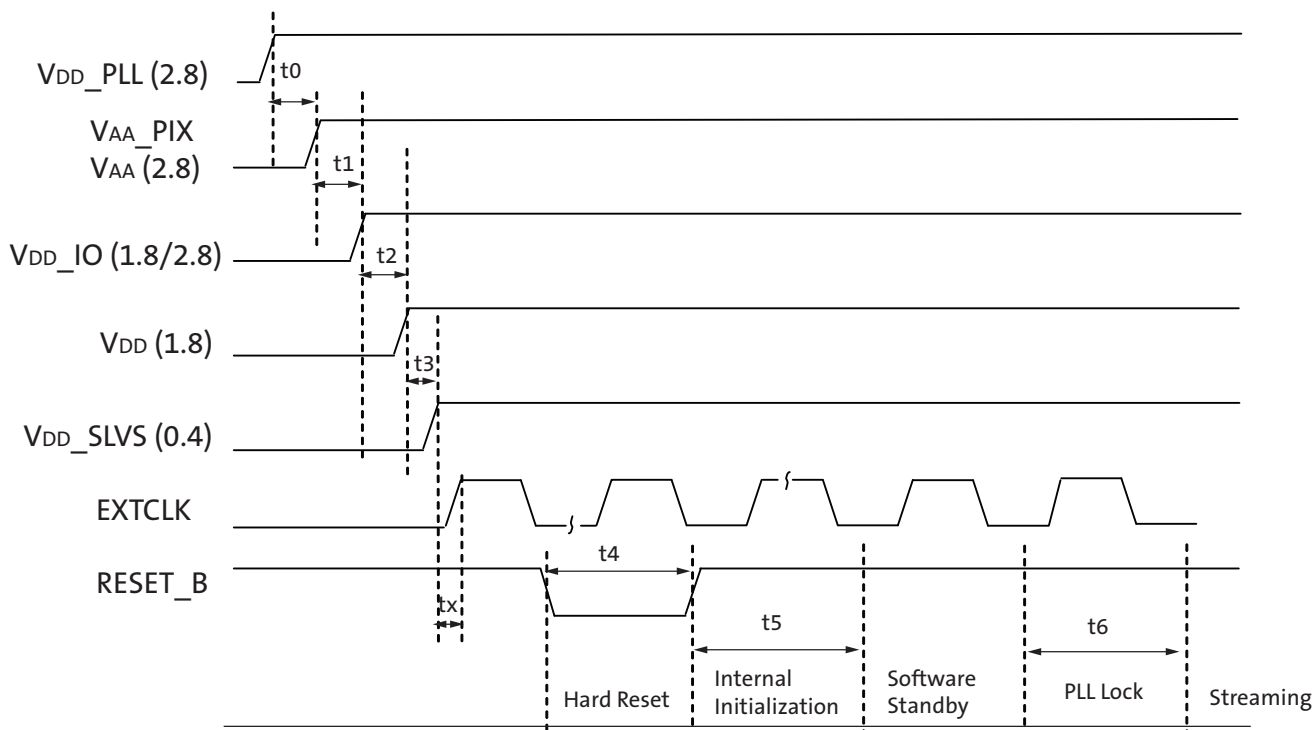 VDD_PLL (2.8)
t0
VAA_PIX
VAA (2.8)
t1
VDD_IO (1.8/2.8)
t2
VDD (1.8)
t3
VDD_SLVS (0.4)
EXTCLK
t4
RESET_B
tx
t5
t6
Hard Reset
Internal
Initialization
Software
Standby
PLL Lock
Streaming